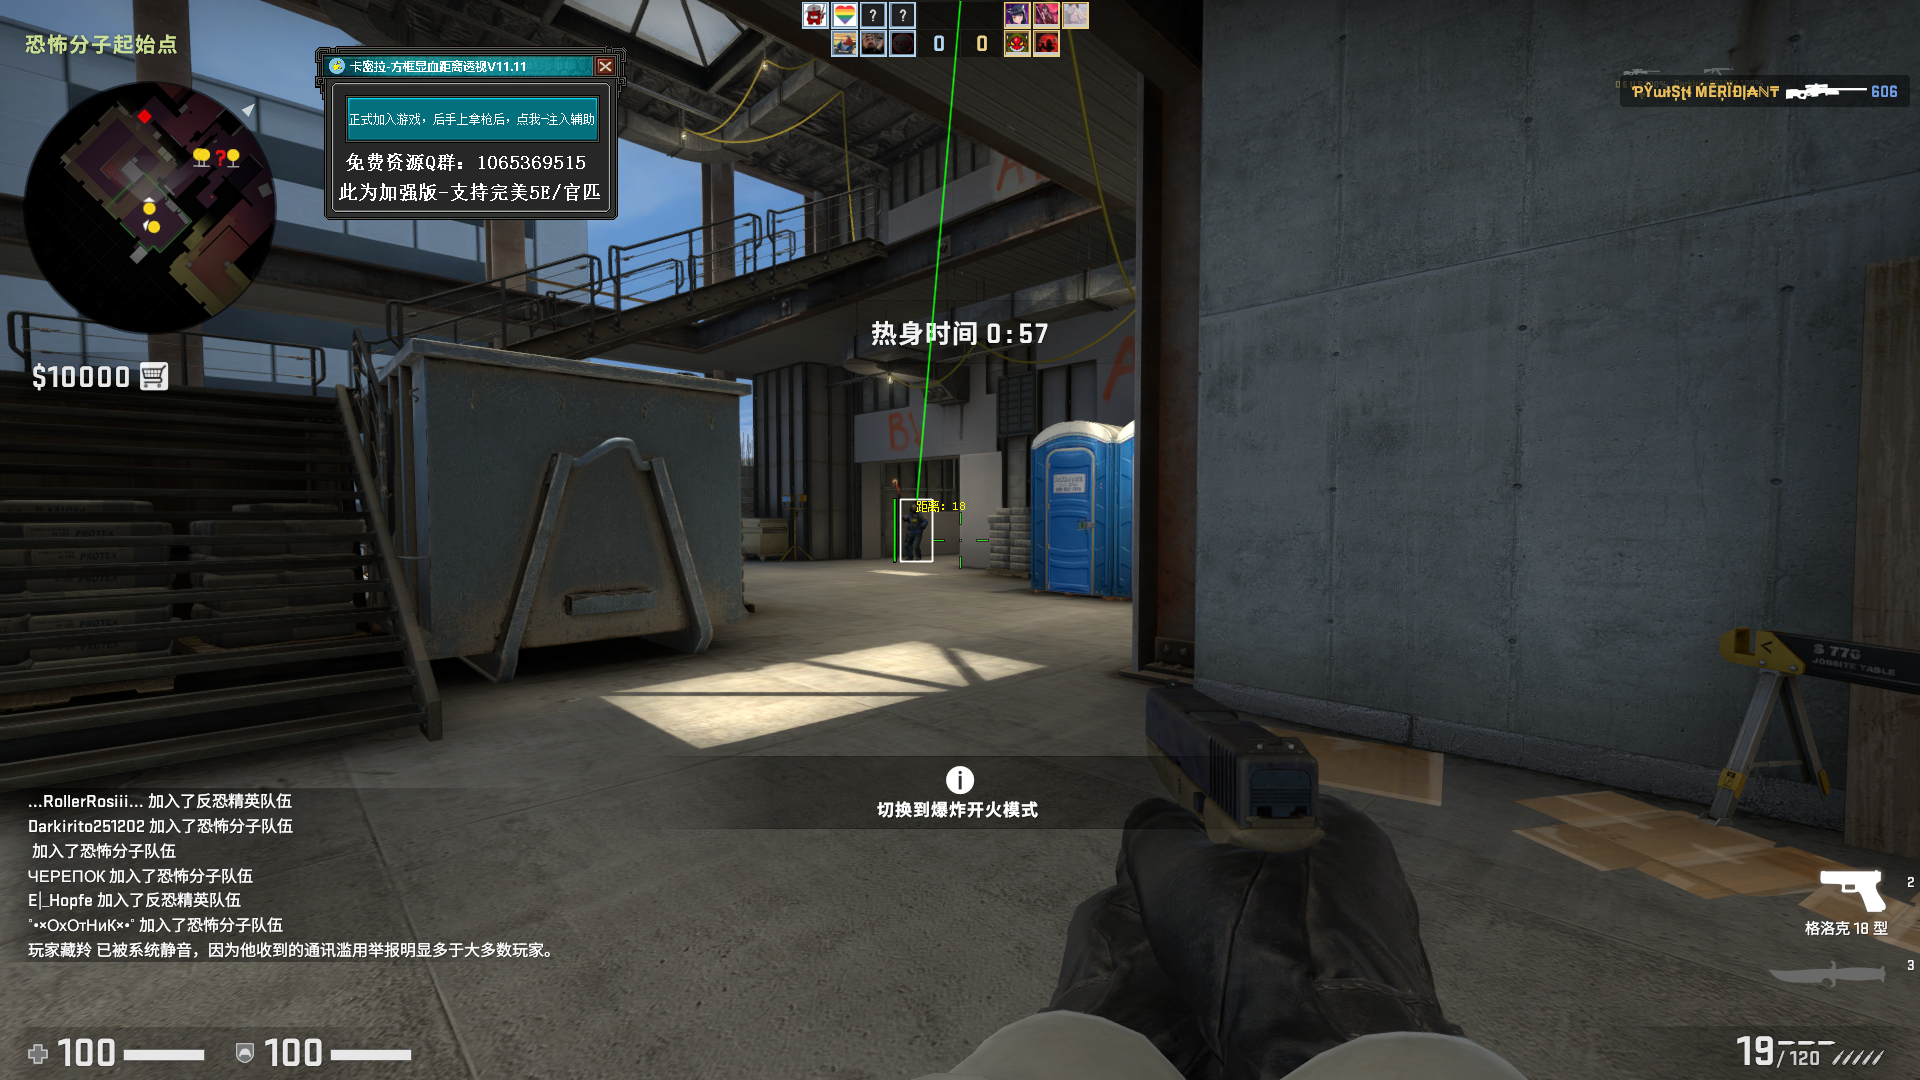 恐怖分子起始点
卡密拉-方框显血距离透视V11.11
正式加入游戏，后手上拿枪后，点我-注入辅助
免费资源Q群：1065369515
此为加强版-支持完美5E/官匹
? ?
0 0
606
?
$10000
热身时间 0:57
距离: 18
S 770
JOBSITE TABLE
切换到爆炸开火模式
...RollerRosiii... 加入了反恐精英队伍
Darkirito251202 加入了恐怖分子队伍
加入了恐怖分子队伍
ЧЕРЕПОК 加入了恐怖分子队伍
E|_Hopfe 加入了反恐精英队伍
°•×ОхОтНиК×•° 加入了恐怖分子队伍
玩家藏羚 已被系统静音，因为他收到的通讯滥用举报明显多于大多数玩家。
2
格洛克 18 型
3
100 100
19/120